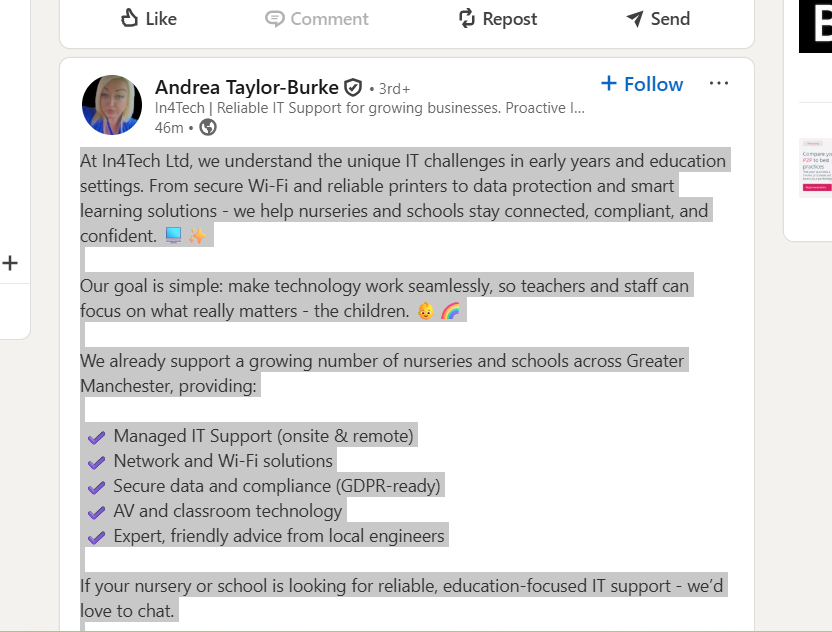 Like Comment Repost Send
Andrea Taylor-Burke • 3rd+ + Follow ...
In4Tech | Reliable IT Support for growing businesses. Proactive I...
46m •
At In4Tech Ltd, we understand the unique IT challenges in early years and education
settings. From secure Wi-Fi and reliable printers to data protection and smart
learning solutions - we help nurseries and schools stay connected, compliant, and
confident. 🖥️ ✨
Our goal is simple: make technology work seamlessly, so teachers and staff can
focus on what really matters - the children. 👶 🌈
We already support a growing number of nurseries and schools across Greater
Manchester, providing:
✔ Managed IT Support (onsite & remote)
✔ Network and Wi-Fi solutions
✔ Secure data and compliance (GDPR-ready)
✔ AV and classroom technology
✔ Expert, friendly advice from local engineers
If your nursery or school is looking for reliable, education-focused IT support - we’d
love to chat.
Compare
P2P to best
practices